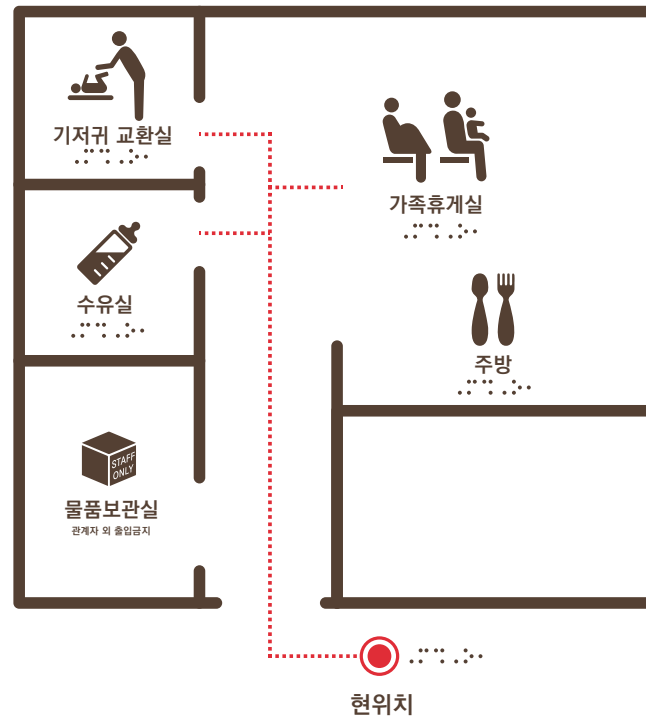 기저귀 교환실
가족휴게실
수유실
주방
STAFF
ONLY
물품보관실
관계자 외 출입금지
현위치